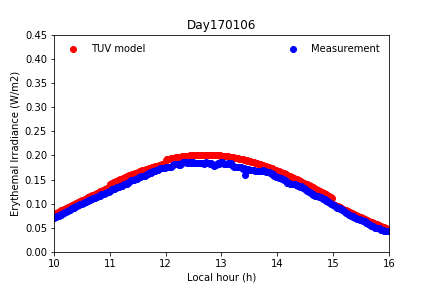 Day170106
TUV model
Measurement
0.45
0.40
0.35
0.30
0.25
0.20
0.15
0.10
0.05
0.00
Erythemal Irradiance (W/m2)
10 11 12 13 14 15 16
Local hour (h)